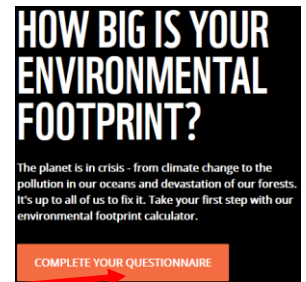 HOW BIG IS YOUR
ENVIRONMENTAL
FOOTPRINT?
The planet is in crisis - from climate change to the
pollution in our oceans and devastation of our forests.
It's up to all of us to fix it. Take your first step with our
environmental footprint calculator.
COMPLETE YOUR QUESTIONNAIRE